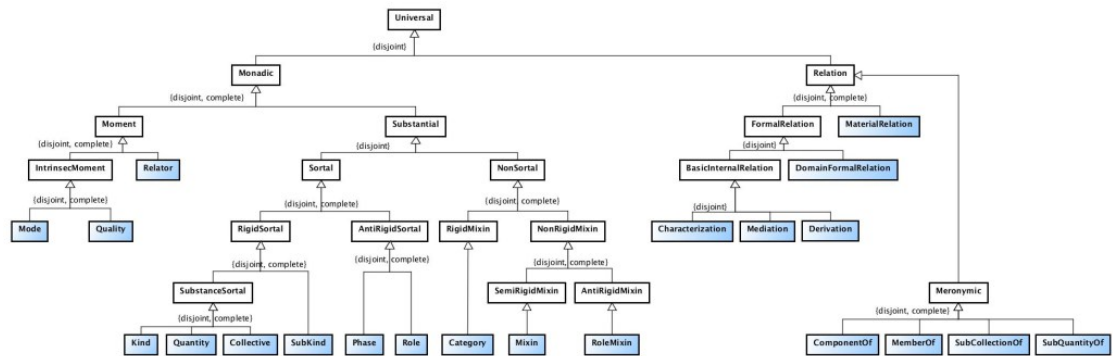 Universal
{disjoint}
Monadic
Relation
{disjoint, complete}
{disjoint, complete}
Moment
Substantial
FormalRelation
MaterialRelation
{disjoint, complete}
{disjoint}
{disjoint}
IntrinsecMoment
Relator
Sortal
NonSortal
BasicInternalRelation
DomainFormalRelation
{disjoint, complete}
{disjoint, complete}
{disjoint, complete}
{disjoint}
Mode
Quality
RigidSortal
AntiRigidSortal
RigidMixin
NonRigidMixin
Characterization
Mediation
Derivation
{disjoint, complete}
{disjoint, complete}
{disjoint, complete}
SubstanceSortal
SemiRigidMixin
AntiRigidMixin
Meronymic
{disjoint, complete}
{disjoint, complete}
Kind
Quantity
Collective
SubKind
Phase
Role
Category
Mixin
RoleMixin
ComponentOf
MemberOf
SubCollectionOf
SubQuantityOf